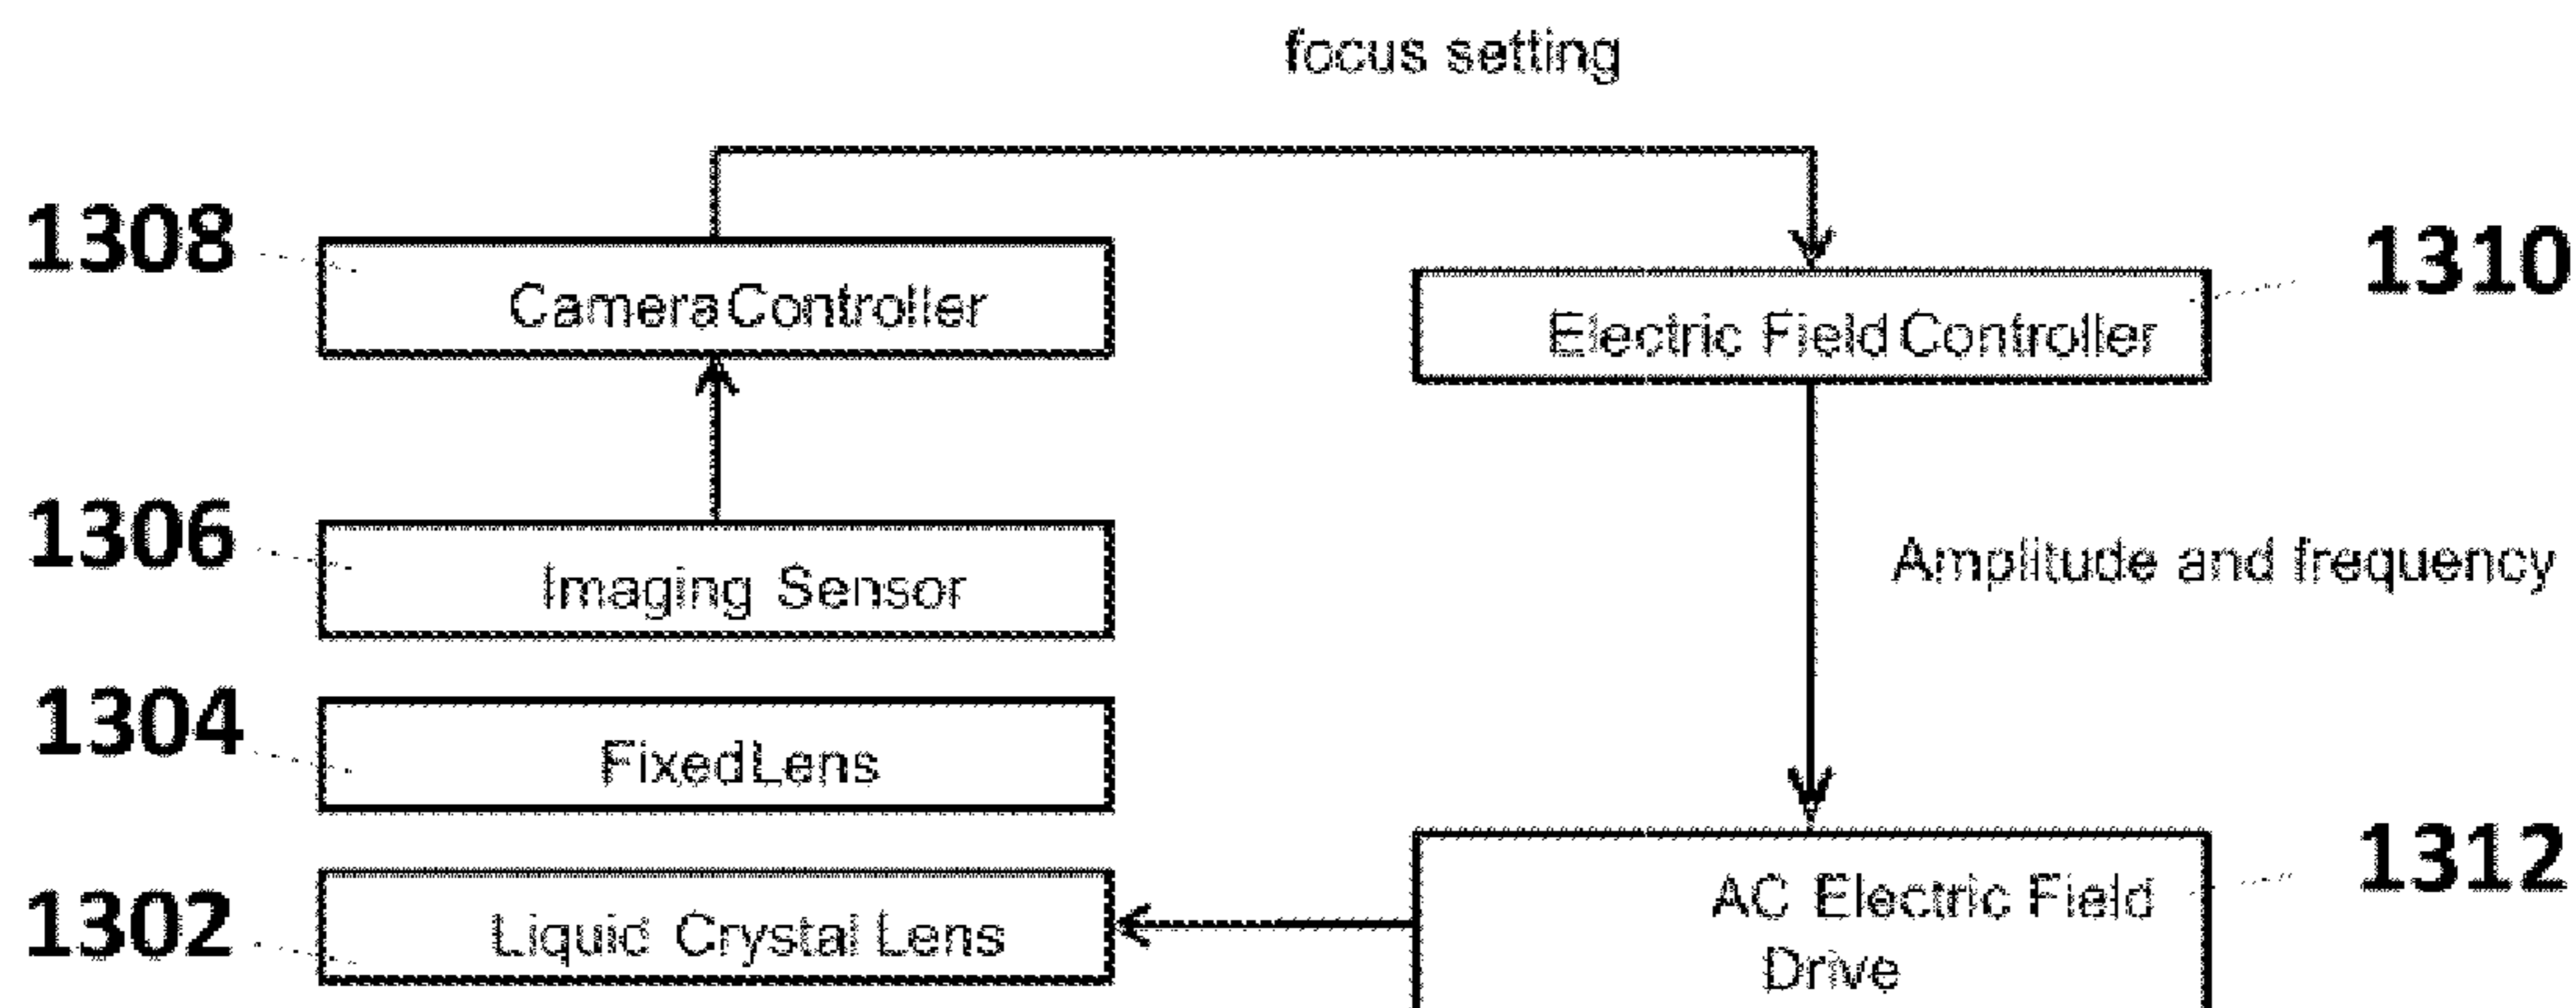 focus setting
1308
Camera Controller
1310
Electric Field Controller
1306
Imaging Sensor
Amplitude and frequency
1304
Fixed Lens
1312
AC Electric Field
Drive
1302
Liquid Crystal Lens